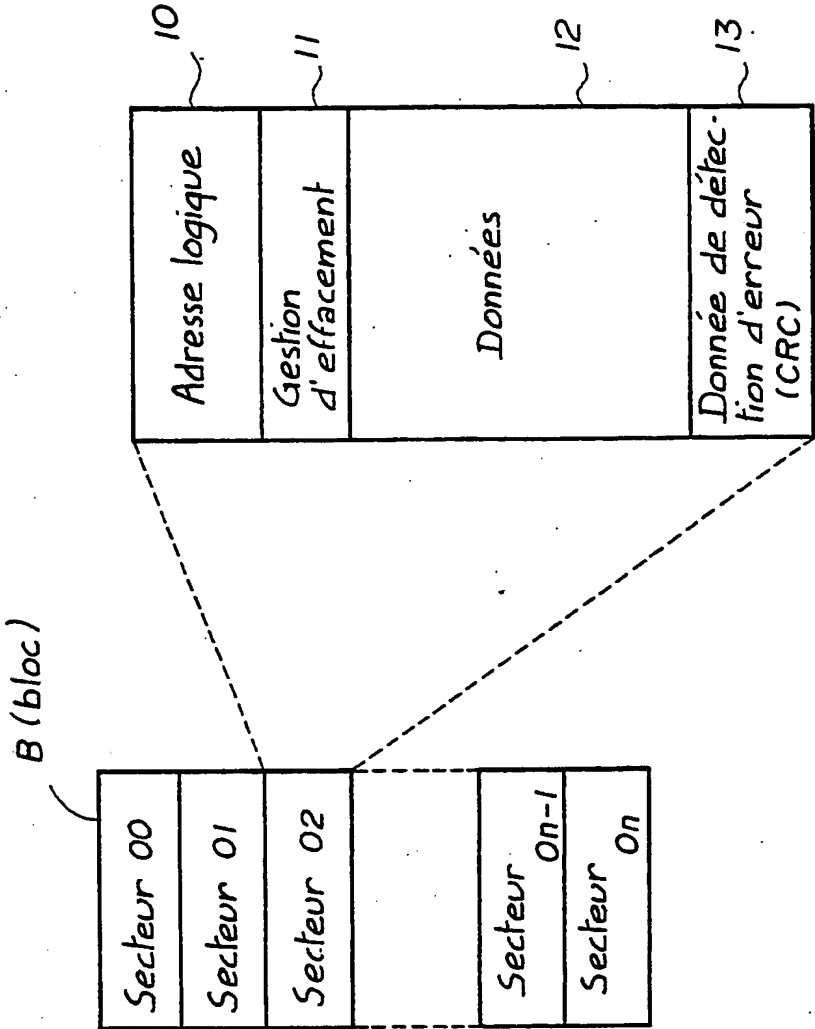 B (bloc)
Secteur 00
Secteur 01
Secteur 02
Secteur
0n-1
Secteur
0n
Adresse logique
10
Gestion
d'effacement
11
Données
12
Donnée de détec-
tion d'erreur
(CRC)
13